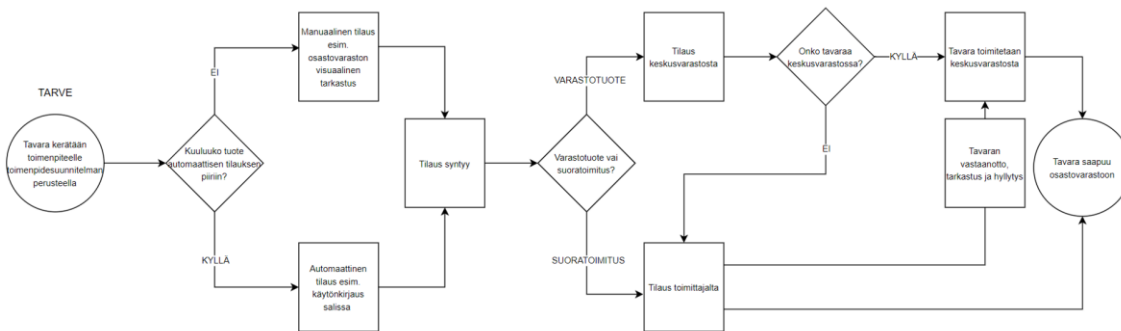 TARVE
Tavara kerätään
toimenpiteelle
toimenpidesuunnitelman
perusteella
Kuuluuko tuote
automaattisen tilauksen
piiriin?
EI
Manuaalinen tilaus
esim.
osastovaraston
visuaalinen
tarkastus
KYLLÄ
Automaattinen
tilaus esim.
käytönkirjaus
salissa
Tilaus syntyy
Varastotuote vai
suoratoimitus?
VARASTOTUOTE
Tilaus
keskusvarastosta
Onko tavaraa
keskusvarastossa?
KYLLÄ
Tavara toimitetaan
keskusvarastosta
EI
SUORATOIMITUS
Tilaus toimittajalta
Tavaran
vastaanotto,
tarkastus ja hyllytys
Tavara saapuu
osastovarastoon